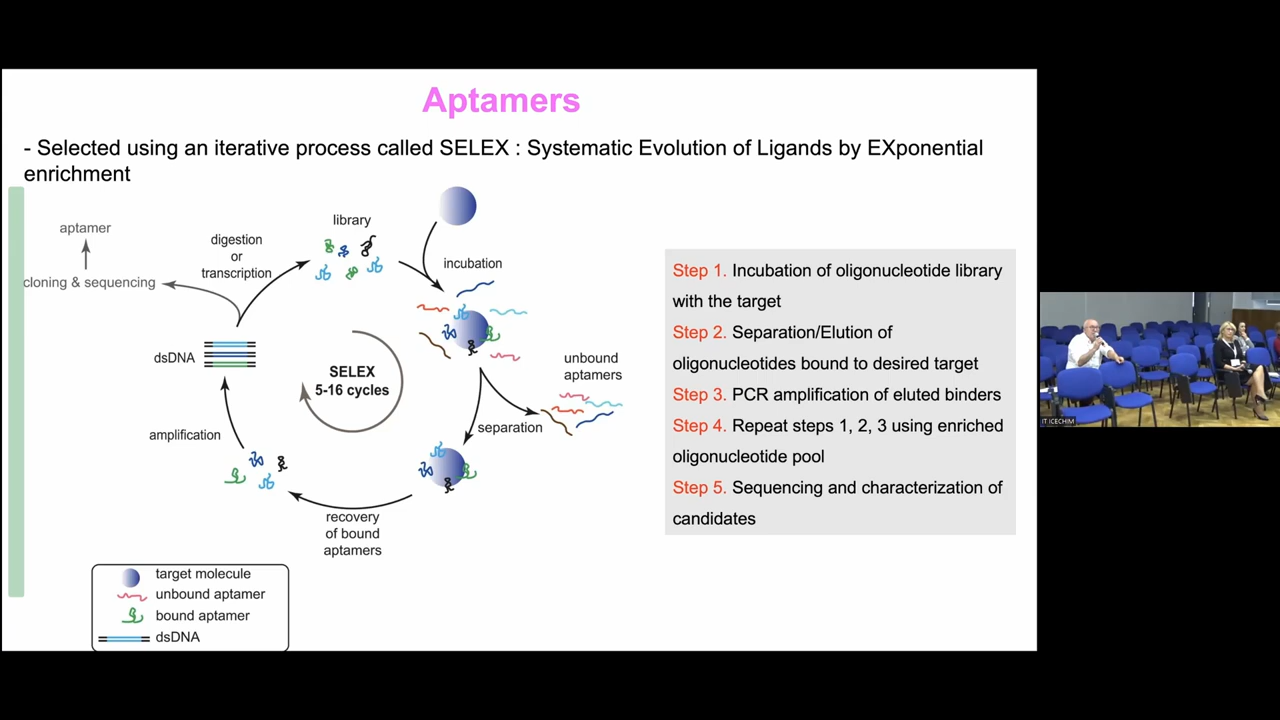 Aptamers
- Selected using an iterative process called SELEX : Systematic Evolution of Ligands by EXponential
enrichment
library
aptamer
digestion
or
transcription
incubation
cloning & sequencing
dsDNA
SELEX
5-16 cycles
unbound
aptamers
separation
amplification
recovery
of bound
aptamers
target molecule
unbound aptamer
bound aptamer
dsDNA
Step 1. Incubation of oligonucleotide library
with the target
Step 2. Separation/Elution of
oligonucleotides bound to desired target
Step 3. PCR amplification of eluted binders
Step 4. Repeat steps 1, 2, 3 using enriched
oligonucleotide pool
Step 5. Sequencing and characterization of
candidates
IT ICECHIM